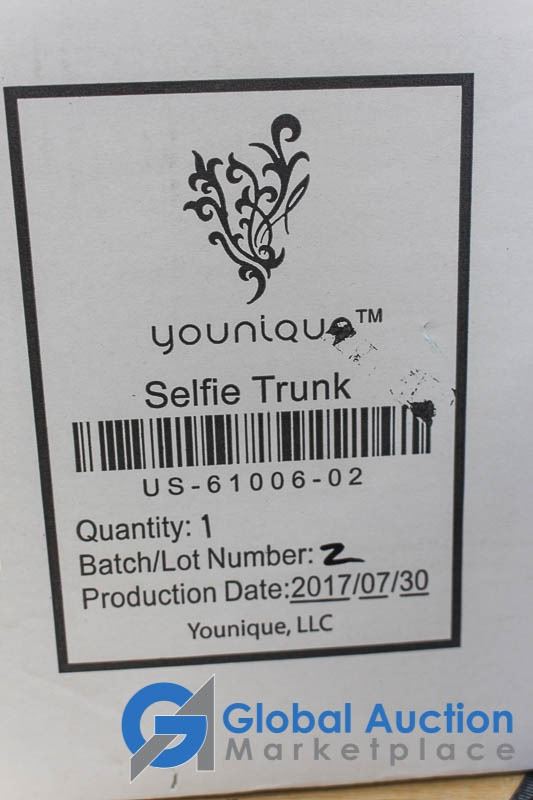 younique™
Selfie Trunk
US-61006-02
Quantity: 1
Batch/Lot Number: 2
Production Date:2017/07/30
Younique, LLC
GA Global Auction
Marketplace